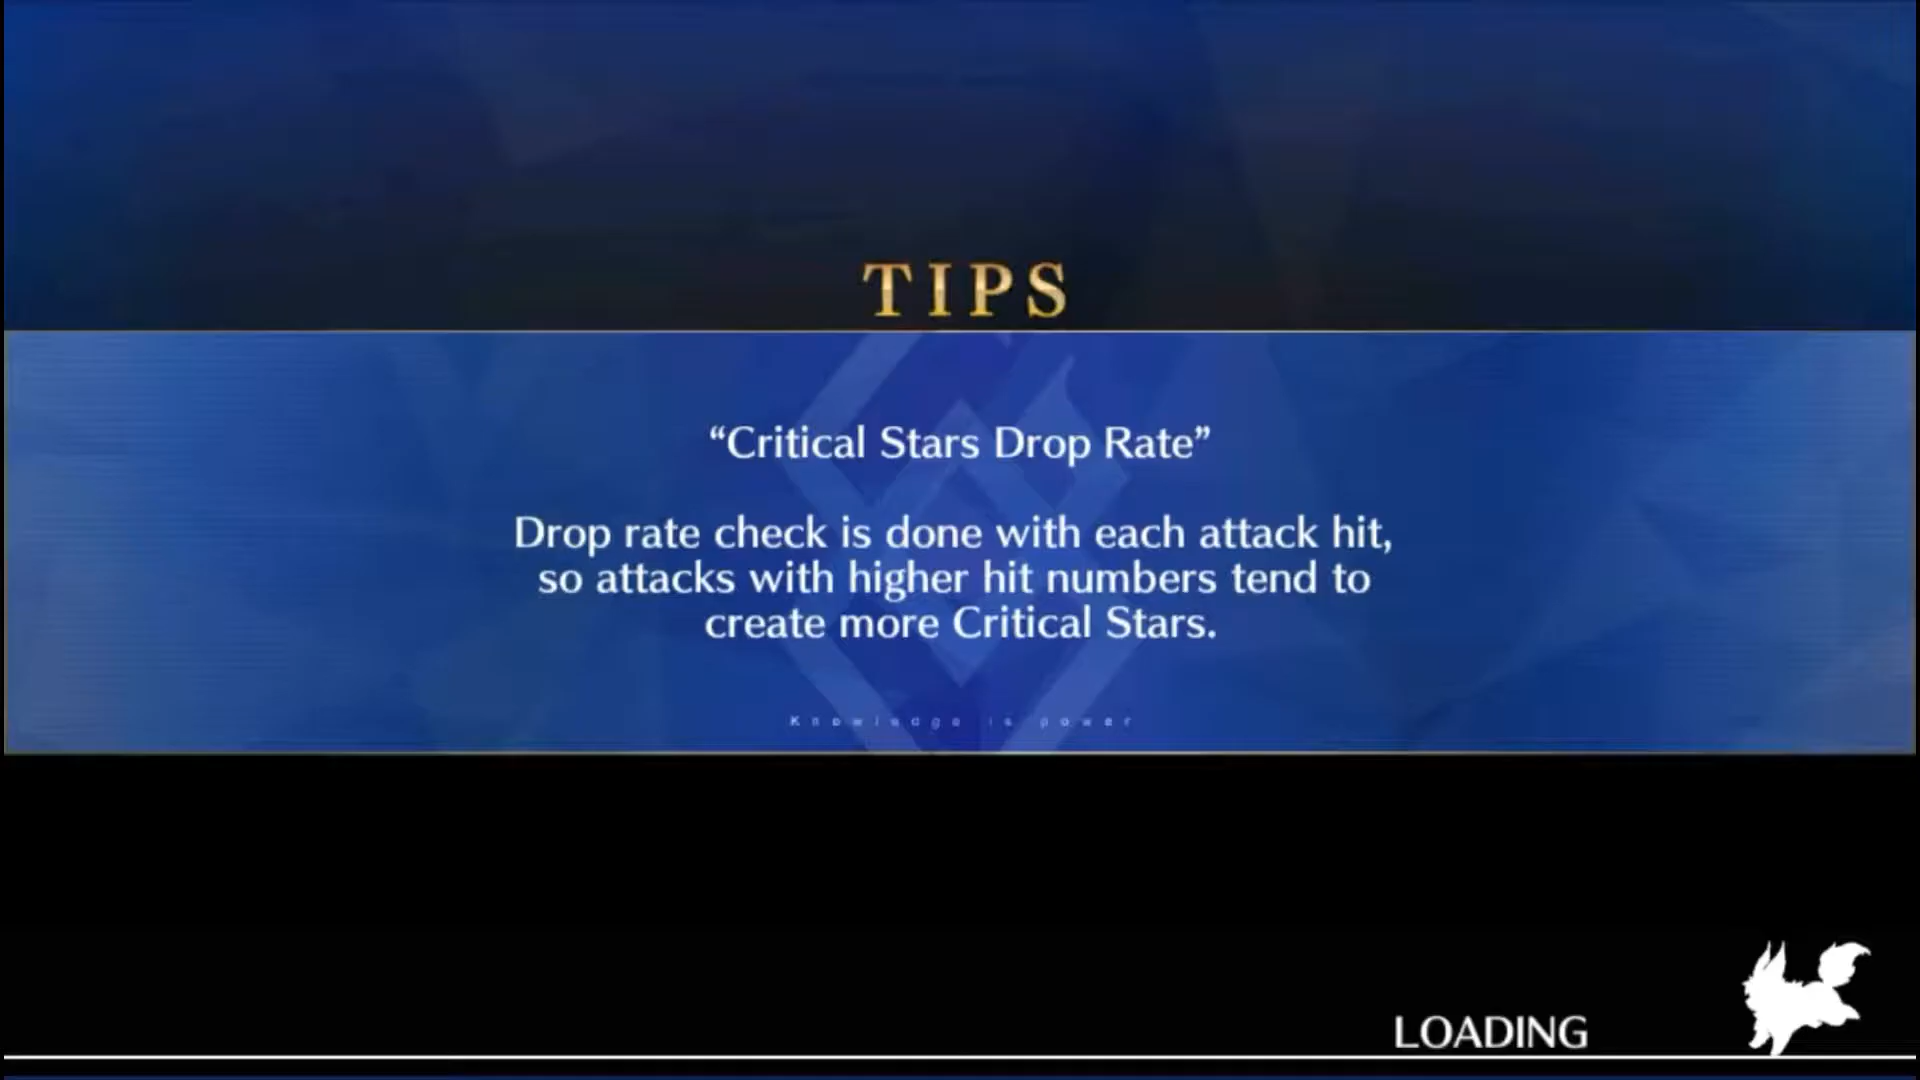 TIPS
“Critical Stars Drop Rate”
Drop rate check is done with each attack hit,
so attacks with higher hit numbers tend to
create more Critical Stars.
Knowledge is power
LOADING